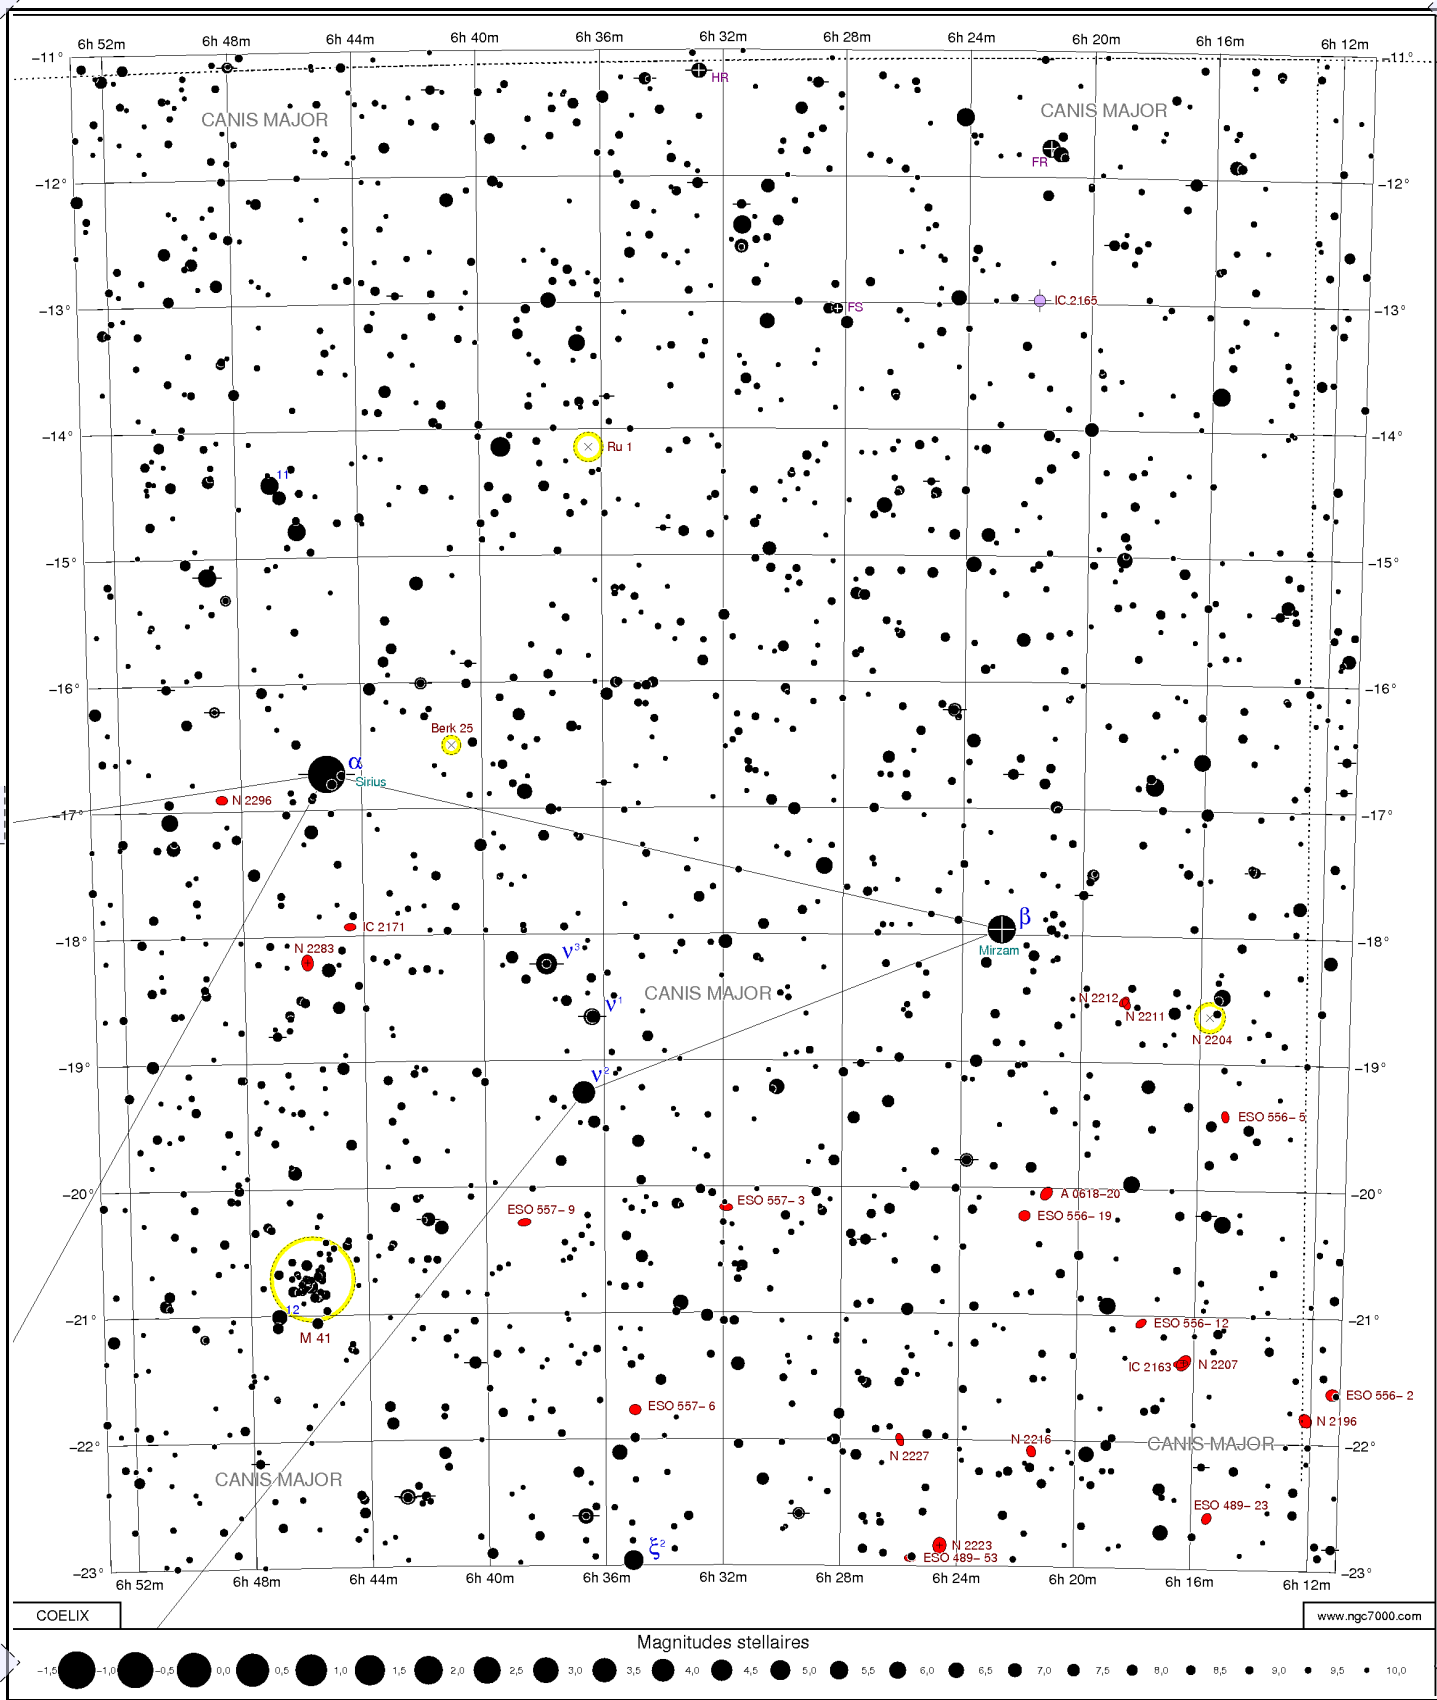 6h 52m 6h 48m 6h 44m 6h 40m 6h 36m 6h 32m 6h 28m 6h 24m 6h 20m 6h 16m 6h 12m
-11° -11°
HR
CANIS MAJOR CANIS MAJOR
FR
-12° -12°
-13° FS IC 2165 -13°
-14° Ru 1 -14°
11
-15° -15°
-16° -16°
Berk 25
α
Sirius
N 2296
-17° -17°
β
IC 2171
-18° N 2283 ν³ Mirzam -18°
CANIS MAJOR
ν¹ N 2212
N 2211
N 2204
-19° ν² -19°
ESO 556-5
-20° ESO 557-3 A 0618-20 -20°
ESO 557-9 ESO 556-19
12
-21° ESO 556-12 -21°
M 41
IC 2163 N 2207
ESO 556-2
ESO 557-6
N 2196
-22° N 2227 N 2216 CANIS MAJOR -22°
CANIS MAJOR
ESO 489-23
ξ² N 2223
ESO 489-53
-23° -23°
6h 52m 6h 48m 6h 44m 6h 40m 6h 36m 6h 32m 6h 28m 6h 24m 6h 20m 6h 16m 6h 12m
COELIX www.ngc7000.com
Magnitudes stellaires
-1,5 -1,0 -0,5 0,0 0,5 1,0 1,5 2,0 2,5 3,0 3,5 4,0 4,5 5,0 5,5 6,0 6,5 7,0 7,5 8,0 8,5 9,0 9,5 10,0